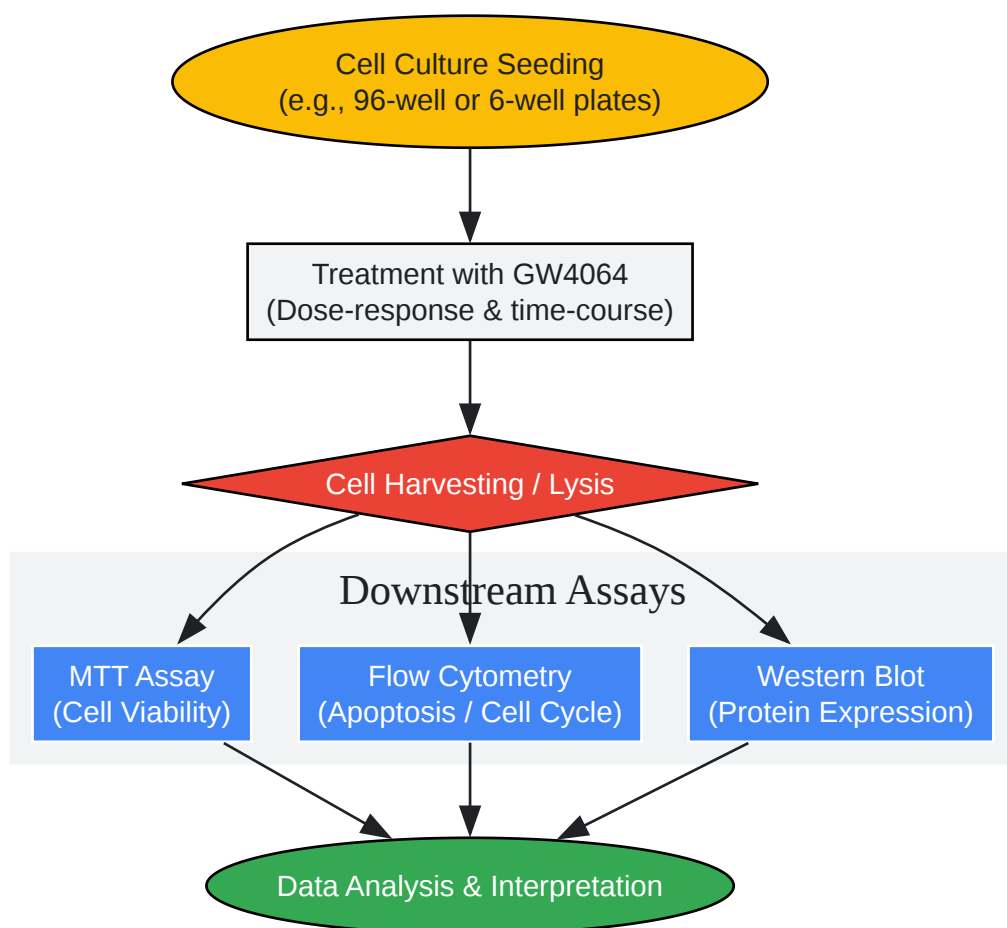 Cell Culture Seeding
(e.g., 96-well or 6-well plates)
Treatment with GW4064
(Dose-response & time-course)
Cell Harvesting / Lysis
Downstream Assays
MTT Assay
(Cell Viability)
Flow Cytometry
(Apoptosis / Cell Cycle)
Western Blot
(Protein Expression)
Data Analysis & Interpretation